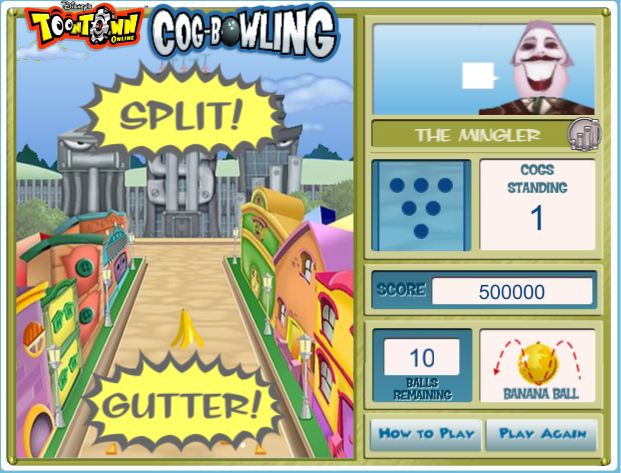 Disney's
TOONTOWN
ONLINE
COG-BOWLING
SPLIT!
THE MINGLER
COGS
STANDING
1
SCORE 500000
10
BALLS
REMAINING
BANANA BALL
GUTTER!
HOW TO PLAY
PLAY AGAIN